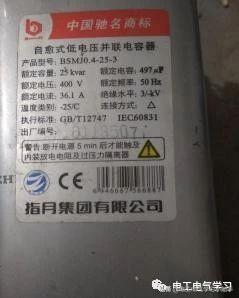 中国驰名商标
自愈式低电压并联电容器
产品型号: BSMJ0.4-25-3
额定容量: 25 kvar 额定电容: 497μF
额定电压: 400 V 额定频率: 50 Hz
额定电流: 36.1 A 绝缘水平: 3/-kV
温度类别: -25/C 连接方式: △
执行标准: GB/T12747 IEC60831
出厂编号:
警告: 断开电源 5 min 后才能触及
内装放电电阻及过压力隔离器
6946667566887
指月集团有限公司
电工电气学习